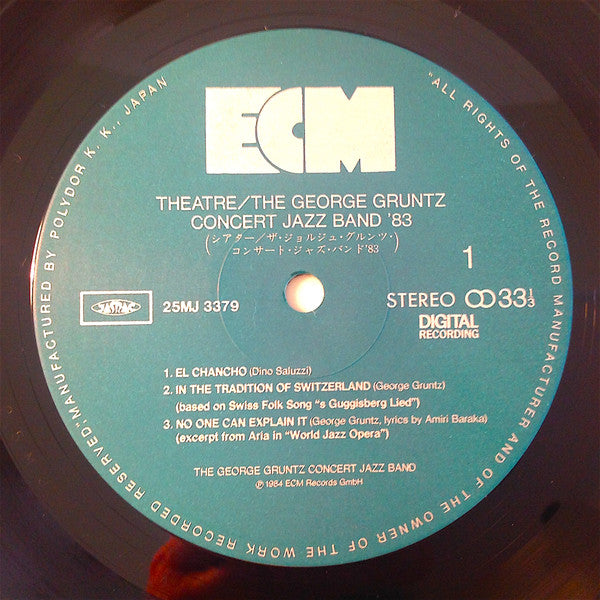 ECM
THEATRE/THE GEORGE GRUNTZ
CONCERT JAZZ BAND '83
(シアター/ザ・ジョルジュ・グルンツ・
コンサート・ジャズ・バンド'83)
1
25MJ 3379
STEREO 33⅓
DIGITAL
RECORDING
1. EL CHANCHO (Dino Saluzzi)
2. IN THE TRADITION OF SWITZERLAND (George Gruntz)
(based on Swiss Folk Song "s Guggisberg Lied")
3. NO ONE CAN EXPLAIN IT (George Gruntz, lyrics by Amiri Baraka)
(excerpt from Aria in "World Jazz Opera")
THE GEORGE GRUNTZ CONCERT JAZZ BAND
℗ 1984 ECM Records GmbH
"ALL RIGHTS OF THE RECORD MANUFACTURER AND OF THE OWNER OF THE WORK RECORDED RESERVED" MANUFACTURED BY POLYDOR K. K., JAPAN